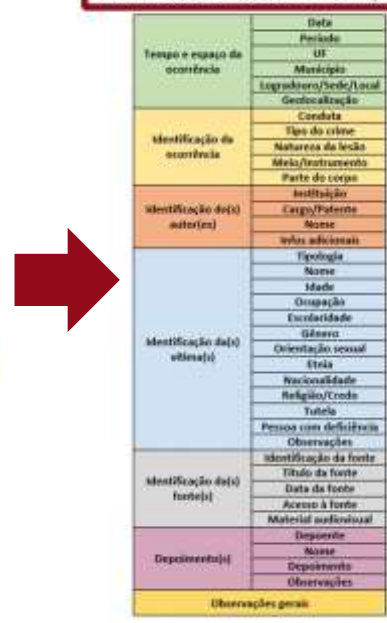 Tempo e espaço da ocorrência
Data
Período
UF
Município
Logradouro/Sede/Local
Geolocalização
Identificação da ocorrência
Conduta
Tipo do crime
Natureza da lesão
Meio/Instrumento
Parte do corpo
Identificação do(s) autor(es)
Instituição
Cargo/Patente
Nome
Infos adicionais
Identificação da(s) vítima(s)
Tipologia
Nome
Idade
Ocupação
Escolaridade
Gênero
Orientação sexual
Etnia
Nacionalidade
Religião/Credo
Tutela
Pessoa com deficiência
Observações
Identificação da(s) fonte(s)
Identificação da fonte
Título da fonte
Data da fonte
Acesso à fonte
Material audiovisual
Depoimento(s)
Depoente
Nome
Depoimento
Observações
Observações gerais